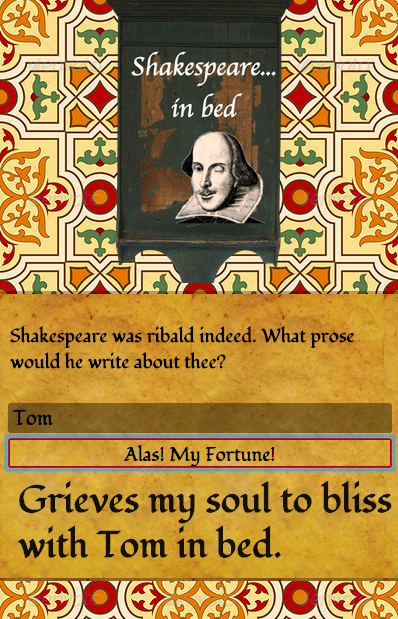 Shakespeare...
in bed
Shakespeare was ribald indeed. What prose
would he write about thee?
Tom
Alas! My Fortune!
Grieves my soul to bliss
with Tom in bed.